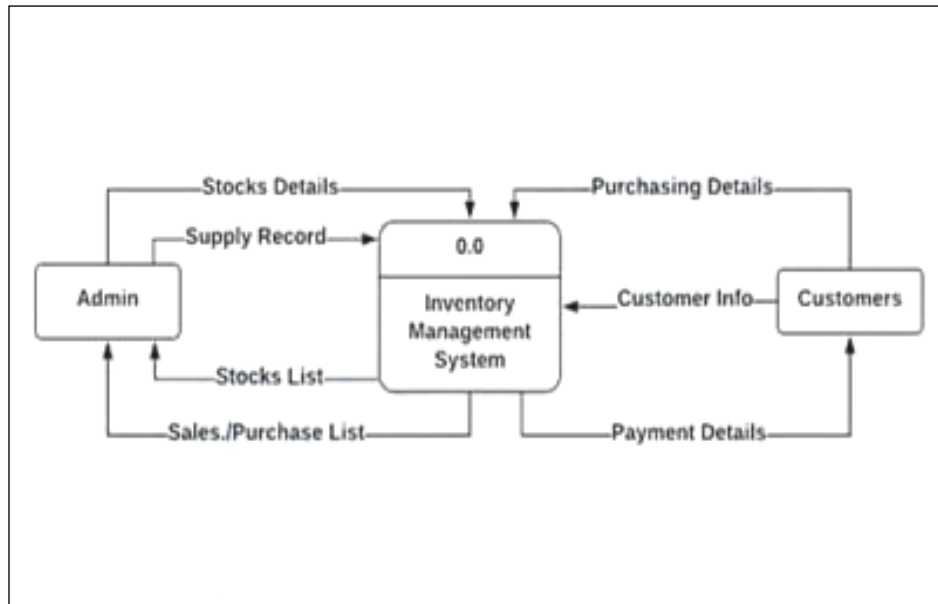 Stocks Details
Purchasing Details
Supply Record
0.0
Admin
Inventory
Management
System
Customer Info
Customers
Stocks List
Sales./Purchase List
Payment Details